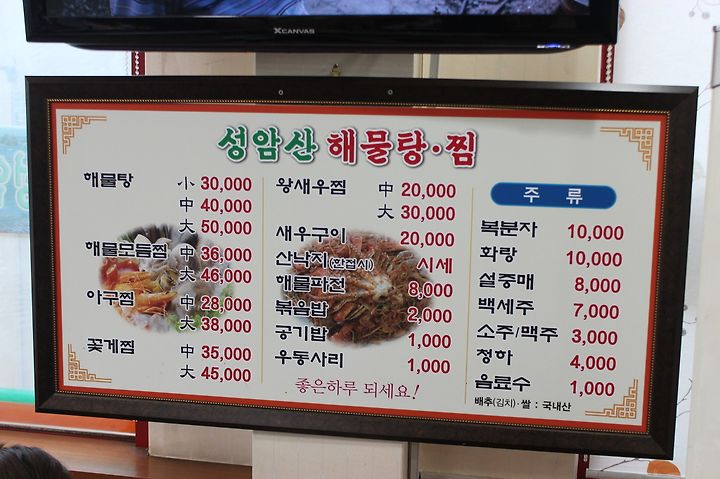 XCANVAS
성암산 해물탕·찜
해물탕 小 30,000
中 40,000
大 50,000
해물모듬찜 中 36,000
大 46,000
아구찜 中 28,000
大 38,000
꽃게찜 中 35,000
大 45,000
왕새우찜 中 20,000
大 30,000
새우구이 20,000
산낙지(한접시) 시세
해물파전 8,000
볶음밥 2,000
공기밥 1,000
우동사리 1,000
좋은하루 되세요!
주 류
복분자 10,000
화랑 10,000
설중매 8,000
백세주 7,000
소주/맥주 3,000
청하 4,000
음료수 1,000
배추(김치)·쌀 : 국내산